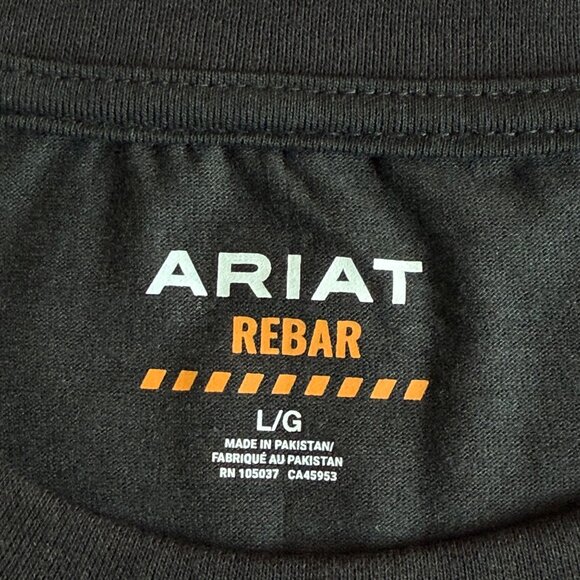 ARIAT
REBAR
L/G
MADE IN PAKISTAN/
FABRIQUÉ AU PAKISTAN
RN 105037 CA45953